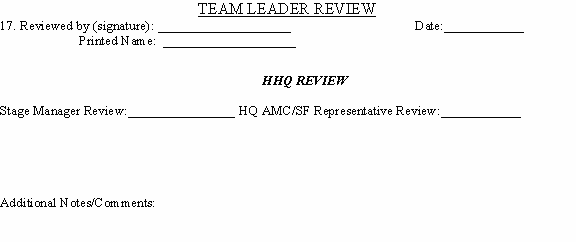 TEAM LEADER REVIEW
17. Reviewed by (signature): ____________________ Date:____________
Printed Name: ____________________
HHQ REVIEW
Stage Manager Review:________________ HQ AMC/SF Representative Review:____________
Additional Notes/Comments: